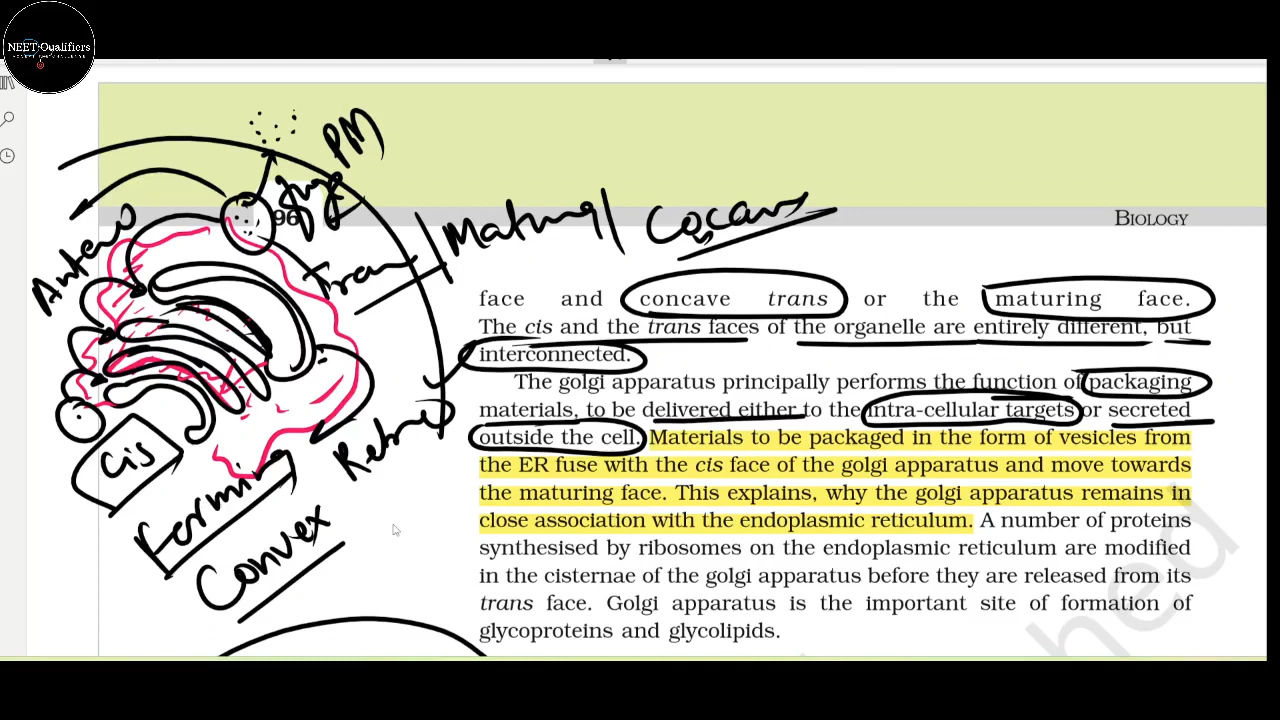 NEET Qualifiers
PM
96
BIOLOGY
Trans / Maturing / Cocave
Antero
face and concave trans or the maturing face.
The cis and the trans faces of the organelle are entirely different, but
interconnected.
The golgi apparatus principally performs the function of packaging
materials, to be delivered either to the intra-cellular targets or secreted
outside the cell. Materials to be packaged in the form of vesicles from
the ER fuse with the cis face of the golgi apparatus and move towards
the maturing face. This explains, why the golgi apparatus remains in
close association with the endoplasmic reticulum. A number of proteins
synthesised by ribosomes on the endoplasmic reticulum are modified
in the cisternae of the golgi apparatus before they are released from its
trans face. Golgi apparatus is the important site of formation of
glycoproteins and glycolipids.
Cis
Retro
Forming
Convex
hed